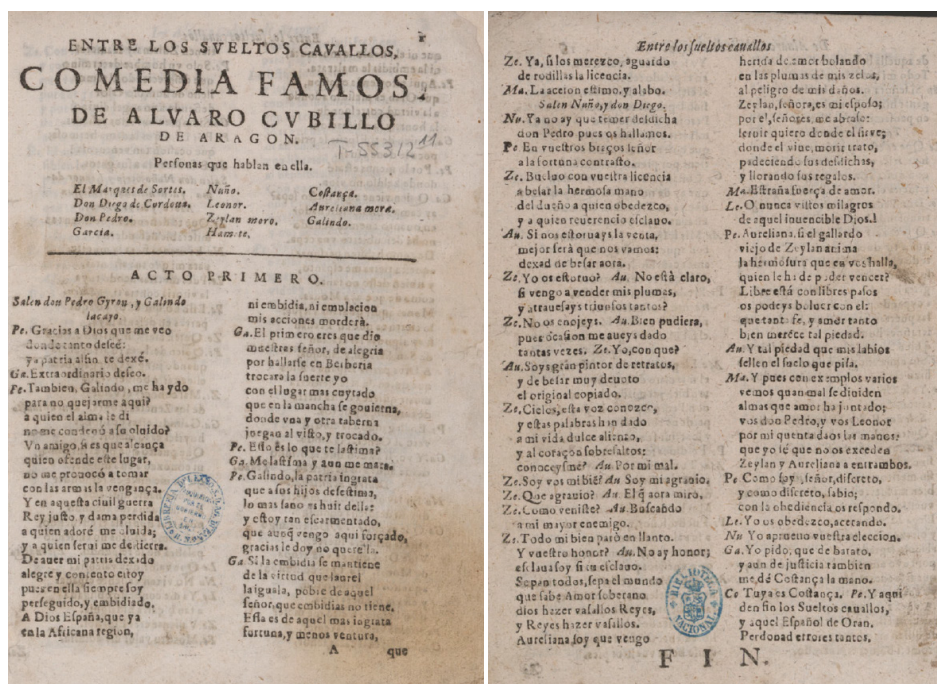 ENTRE LOS SVELTOS CAVALLOS,
COMEDIA FAMOS.
DE ALVARO CVBILLO
DE ARAGON.
T-55312 11
Personas que hablan en ella.
El Marques de Sortes.
Don Diego de Cordoua.
Don Pedro.
Garcia.
Nuño.
Leonor.
Zeylan moro.
Hamete.
Costança.
Aureliana mora.
Galindo.
ACTO PRIMERO.
Salen don Pedro Gyron, y Galindo
lacayo.
Pe. Gracias a Dios que me veo
donde tanto deseè:
ya patria alfin te dexè.
Ga. Extraordinario deseo.
Pe. Tambien, Galindo, me ha ydo
para no quejarme aqui?
a quien el alma le di
no me condenò a su oluido?
Vn amigo, si es que alcança
quien ofende este lugar,
no me prouocò a tomar
con las armas la vengança.
Y en aquesta ciuil guerra
Rey justo, y dama perdida
a quien adorè me oluida;
y a quien serui me destierra.
De auer mi patria dexado
alegre y contento estoy
pues en ella siempre soy
perseguido, y embidiado.
A Dios España, que ya
en la Africana region,
ni embidia, ni emulacion
mis acciones morderà.
Ga. El primero eres que dio
muestras señor, de alegria
por hallarse en Berberia
trocara la suerte yo
con el lugar mas cuytado
que en la mancha se gouierna,
donde vna y otra taberna
juegan al visto, y trocado.
Pe. Esto es lo que te lastima?
Ga. Me lastima y aun me mata.
Pe. Galindo, la patria ingrata
que a sus hijos desestima,
lo mas sano es huir della:
y estoy tan escarmentado,
que aunq vengo aqui forçado,
gracias le doy no querella.
Ga Si la embidia se mantiene
de la virtud que laurel
la iguala, pobre de aquel
señor, que embidias no tiene.
Essa es de aquel mas ingrata
fortuna, y menos ventura,
A
que
Entre los sueltos cauallos.
Ze. Ya, si los merezco, aguardo
de rodillas la licencia.
Ma. La accion estimo, y alabo.
Salen Nuño, y don Diego.
No. Ya no ay que temer desdicha
don Pedro pues os hallamos.
Pe En vuestros braços señor
a la fortuna contrasto.
Ze. Bueluo con vuestra licencia
a besar la hermosa mano
del dueño a quien obedezco,
y a quien reuerencio esclauo.
Au. Si nos estoruays la venta,
mejor serà que nos vamos:
dexad de besar aora.
Ze. Yo os estoruo? Au. No està claro,
si vengo a vender mis plumas,
y atrauessays triunfos tantos?
Ze. No os enojeys. Au. Bien pudiera,
pues ocasion me aueys dado
tantas vezes. Ze. Yo, con que?
Au. Soys gran pintor de retratos,
y de besar muy deuoto
el original copiado.
Ze. Cielos, esta voz conozco,
y estas palabras han dado
a mi vida dulce aliento,
y al coraçon sobresaltos:
conoceysme? Au. Por mi mal.
Ze. Soy vos mi bië? An Soy mi agrauio.
Ze. Que agrauio? Au. El q̃ aora miro.
Ze. Como veniste? Au. Buscando
a mi mayor enemigo.
Ze. Todo mi bien parò en llanto.
Y vuestro honor? Au. No ay honor;
esclaua soy si tu esclauo.
Sepan todos, sepa el mundo
que sabe Amor soberano
dios hazer vasallos Reyes,
y Reyes hazer vasallos.
Aureliana soy que vengo
herida de amor bolando
en las plumas de mis zelos,
al peligro de mis daños.
Zeylan, señora, es mi esposo;
por el, señores, me abraso:
seruir quiero donde el sirue;
donde el viue, morir trato,
padeciendo sus desdichas,
y llorando sus regalos.
Ma. Estraña fuerça de amor.
Le. O, nunca vistos milagros
de aquel inuencible Dios!
Pe. Aureliana, si el gallardo
viejo de Zeylan arima
la hermosura que en vos halla,
quien le ha de poder vencer?
Libre està con libres pasos
os podeys boluer con el:
que tanta fe, y amor tanto
bien merece tal piedad.
Au. Y tal piedad que mis labios
sellen el suelo que pisa.
Ma. Y pues con exemplos varios
vemos quan mal se diuiden
almas que amor ha juntado;
vos don Pedro, y vos Leonor
por mi quenta daos las manos:
que yo sè que no os exceden
Zeylan y Aureliana a entrambos.
Pe Como soy, señor, discreto,
y como discreto, sabio;
con la obediencia os respondo.
Le. Yo os obedezco, acetando.
Nu Yo aprueuo vuestra eleccion.
Ga. Yo pido, que de barato,
y aun de justicia tambien
me dè Costança la mano.
Co Tuya es Costança. Pe. Y aqui
den fin los Sueltos cauallos,
y aquel Español de Oran.
Perdonad errores tantos,
FIN.
BIBLIOTECA
NACIONAL